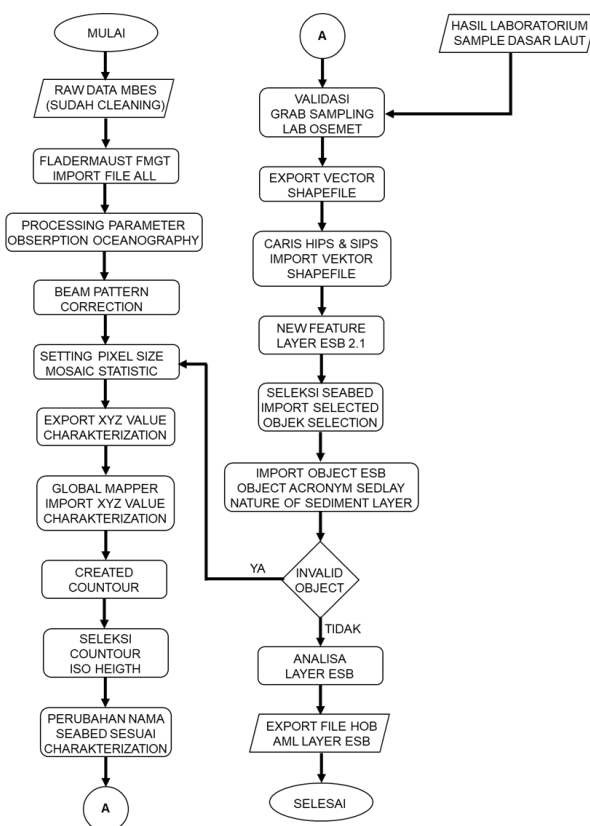 MULAI
RAW DATA MBES
(SUDAH CLEANING)
FLADERMAUST FMGT
IMPORT FILE ALL
PROCESSING PARAMETER
OBSERPTION OCEANOGRAPHY
BEAM PATTERN
CORRECTION
SETTING PIXEL SIZE
MOSAIC STATISTIC
EXPORT XYZ VALUE
CHARAKTERIZATION
GLOBAL MAPPER
IMPORT XYZ VALUE
CHARAKTERIZATION
CREATED
COUNTOUR
SELEKSI
COUNTOUR
ISO HEIGTH
PERUBAHAN NAMA
SEABED SESUAI
CHARAKTERIZATION
A
A
HASIL LABORATORIUM
SAMPLE DASAR LAUT
VALIDASI
GRAB SAMPLING
LAB OSEMET
EXPORT VECTOR
SHAPEFILE
CARIS HIPS & SIPS
IMPORT VEKTOR
SHAPEFILE
NEW FEATURE
LAYER ESB 2.1
SELEKSI SEABED
IMPORT SELECTED
OBJEK SELECTION
IMPORT OBJECT ESB
OBJECT ACRONYM SEDLAY
NATURE OF SEDIMENT LAYER
INVALID
OBJECT
YA
TIDAK
ANALISA
LAYER ESB
EXPORT FILE HOB
AML LAYER ESB
SELESAI